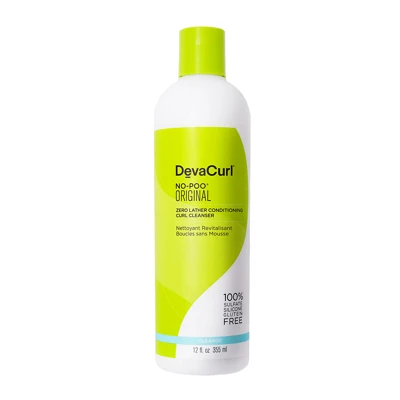 DevaCurl
NO-POO®
ORIGINAL
ZERO LATHER CONDITIONING
CURL CLEANSER
Nettoyant Revitalisant
Boucles sans Mousse
100%
SULFATE
SILICONE
GLUTEN
FREE
CLEANSE
12 fl oz 355 ml